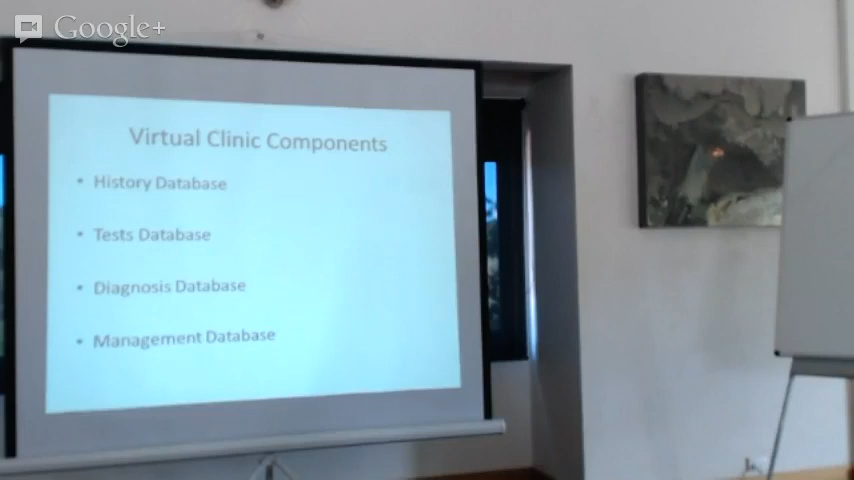 Google+
Virtual Clinic Components
• History Database
• Tests Database
• Diagnosis Database
• Management Database